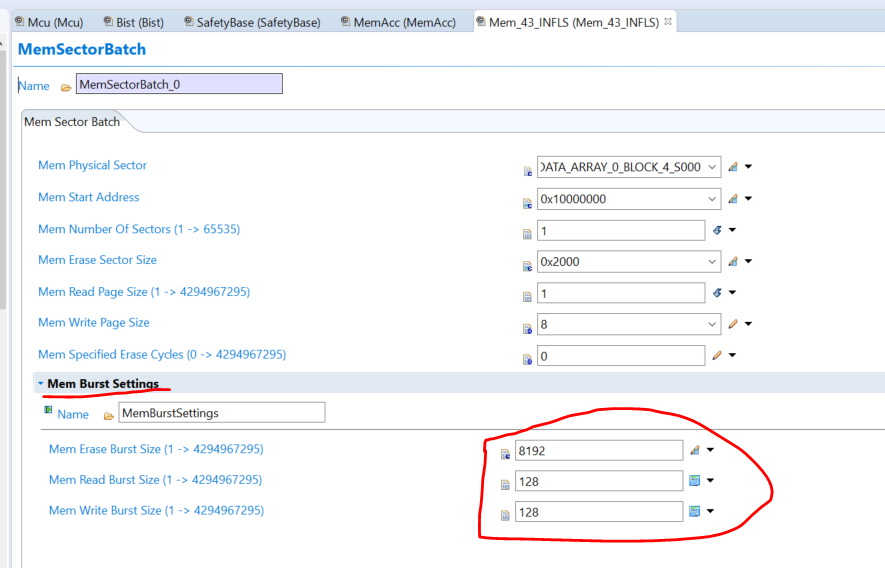 Mcu (Mcu) Bist (Bist) SafetyBase (SafetyBase) MemAcc (MemAcc) Mem_43_INFLS (Mem_43_INFLS)
MemSectorBatch
Name MemSectorBatch_0
Mem Sector Batch
Mem Physical Sector DATA_ARRAY_0_BLOCK_4_S000
Mem Start Address 0x10000000
Mem Number Of Sectors (1 -> 65535) 1
Mem Erase Sector Size 0x2000
Mem Read Page Size (1 -> 4294967295) 1
Mem Write Page Size 8
Mem Specified Erase Cycles (0 -> 4294967295) 0
Mem Burst Settings
Name MemBurstSettings
Mem Erase Burst Size (1 -> 4294967295) 8192
Mem Read Burst Size (1 -> 4294967295) 128
Mem Write Burst Size (1 -> 4294967295) 128